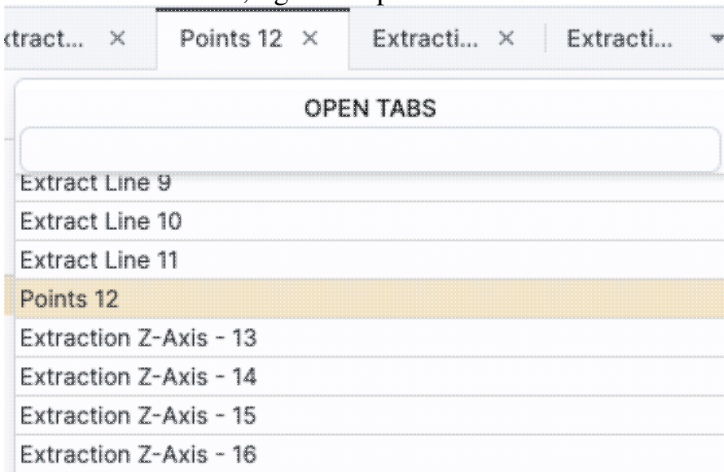 xtract... × Points 12 × Extracti... × Extracti...
OPEN TABS
Extract Line 9
Extract Line 10
Extract Line 11
Points 12
Extraction Z-Axis - 13
Extraction Z-Axis - 14
Extraction Z-Axis - 15
Extraction Z-Axis - 16